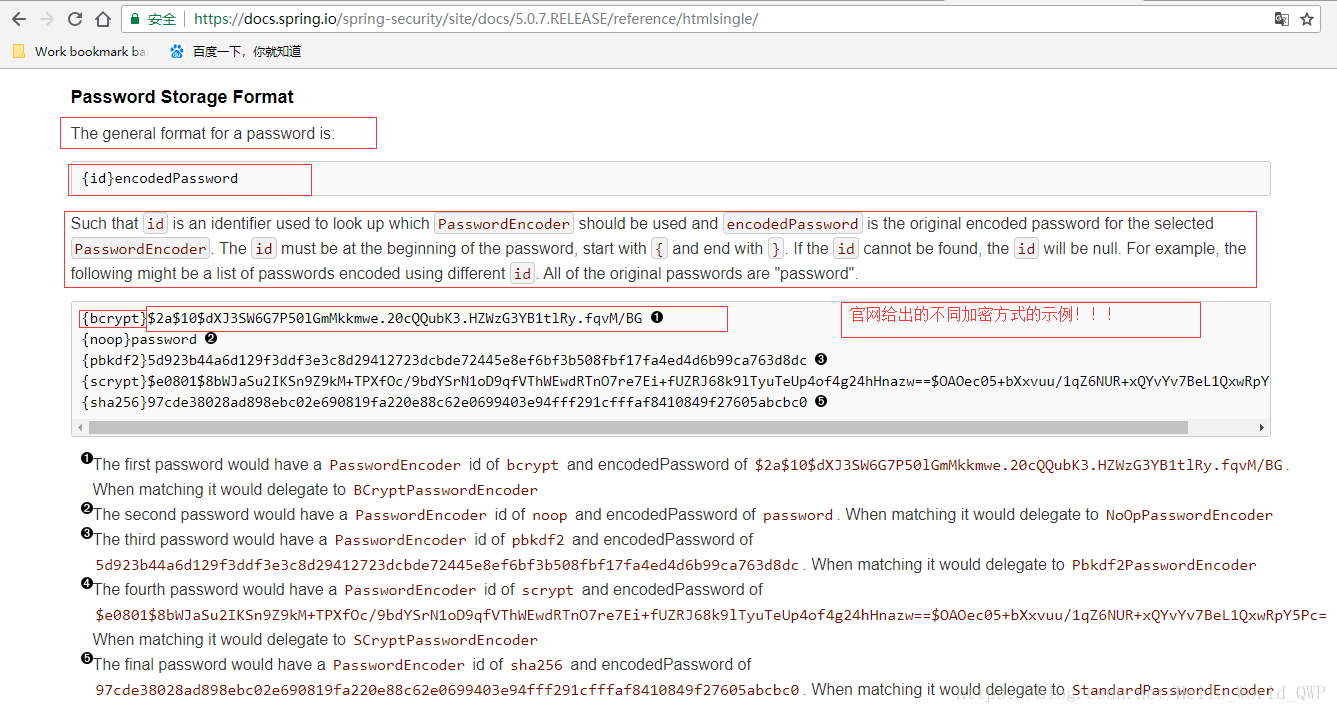 安全 https://docs.spring.io/spring-security/site/docs/5.0.7.RELEASE/reference/htmlsingle/
Work bookmark ba 百度一下，你就知道
Password Storage Format
The general format for a password is:
{id}encodedPassword
Such that id is an identifier used to look up which PasswordEncoder should be used and encodedPassword is the original encoded password for the selected
PasswordEncoder. The id must be at the beginning of the password, start with { and end with }. If the id cannot be found, the id will be null. For example, the
following might be a list of passwords encoded using different id. All of the original passwords are "password".
{bcrypt}$2a$10$dXJ3SW6G7P50lGmMkkmwe.20cQQubK3.HZWzG3YB1tlRy.fqvM/BG ❶
官网给出的不同加密方式的示例！！！
{noop}password ❷
{pbkdf2}5d923b44a6d129f3ddf3e3c8d29412723dcbde72445e8ef6bf3b508fbf17fa4ed4d6b99ca763d8dc ❸
{scrypt}$e0801$8bWJaSu2IKSn9Z9kM+TPXfOc/9bdYSrN1oD9qfVThWEwdRTnO7re7Ei+fUZRJ68k9lTyuTeUp4of4g24hHnazw==$OAOec05+bXxvuu/1qZ6NUR+xQYvYv7BeL1QxwRpY
{sha256}97cde38028ad898ebc02e690819fa220e88c62e0699403e94fff291cfffaf8410849f27605abcbc0 ❺
❶The first password would have a PasswordEncoder id of bcrypt and encodedPassword of $2a$10$dXJ3SW6G7P50lGmMkkmwe.20cQQubK3.HZWzG3YB1tlRy.fqvM/BG.
When matching it would delegate to BCryptPasswordEncoder
❷The second password would have a PasswordEncoder id of noop and encodedPassword of password. When matching it would delegate to NoOpPasswordEncoder
❸The third password would have a PasswordEncoder id of pbkdf2 and encodedPassword of
5d923b44a6d129f3ddf3e3c8d29412723dcbde72445e8ef6bf3b508fbf17fa4ed4d6b99ca763d8dc. When matching it would delegate to Pbkdf2PasswordEncoder
❹The fourth password would have a PasswordEncoder id of scrypt and encodedPassword of
$e0801$8bWJaSu2IKSn9Z9kM+TPXfOc/9bdYSrN1oD9qfVThWEwdRTnO7re7Ei+fUZRJ68k9lTyuTeUp4of4g24hHnazw==$OAOec05+bXxvuu/1qZ6NUR+xQYvYv7BeL1QxwRpY5Pc=
When matching it would delegate to SCryptPasswordEncoder
❺The final password would have a PasswordEncoder id of sha256 and encodedPassword of
97cde38028ad898ebc02e690819fa220e88c62e0699403e94fff291cfffaf8410849f27605abcbc0. When matching it would delegate to StandardPasswordEncoder
https://blog.csdn.net/Hello_World_QWP